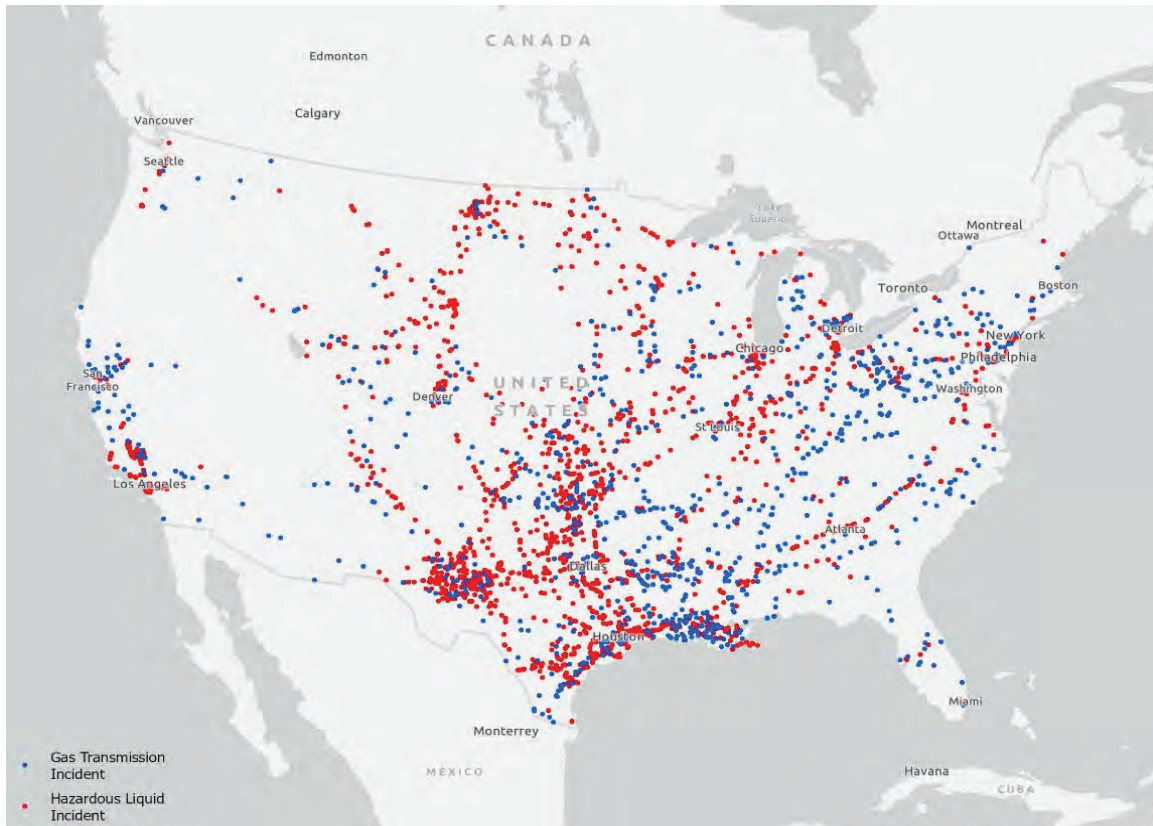 CANADA
Edmonton
Calgary
Vancouver
Seattle
Lake
Superior
Montreal
Ottawa
Toronto
Boston
Detroit
New York
Chicago
Philadelphia
San
Francisco
Denver
UNITED
STATES
Washington
St Louis
Los Angeles
Atlanta
Dallas
Houston
Miami
Monterrey
Gas Transmission
Incident
MÉXICO
Havana
CUBA
Hazardous Liquid
Incident